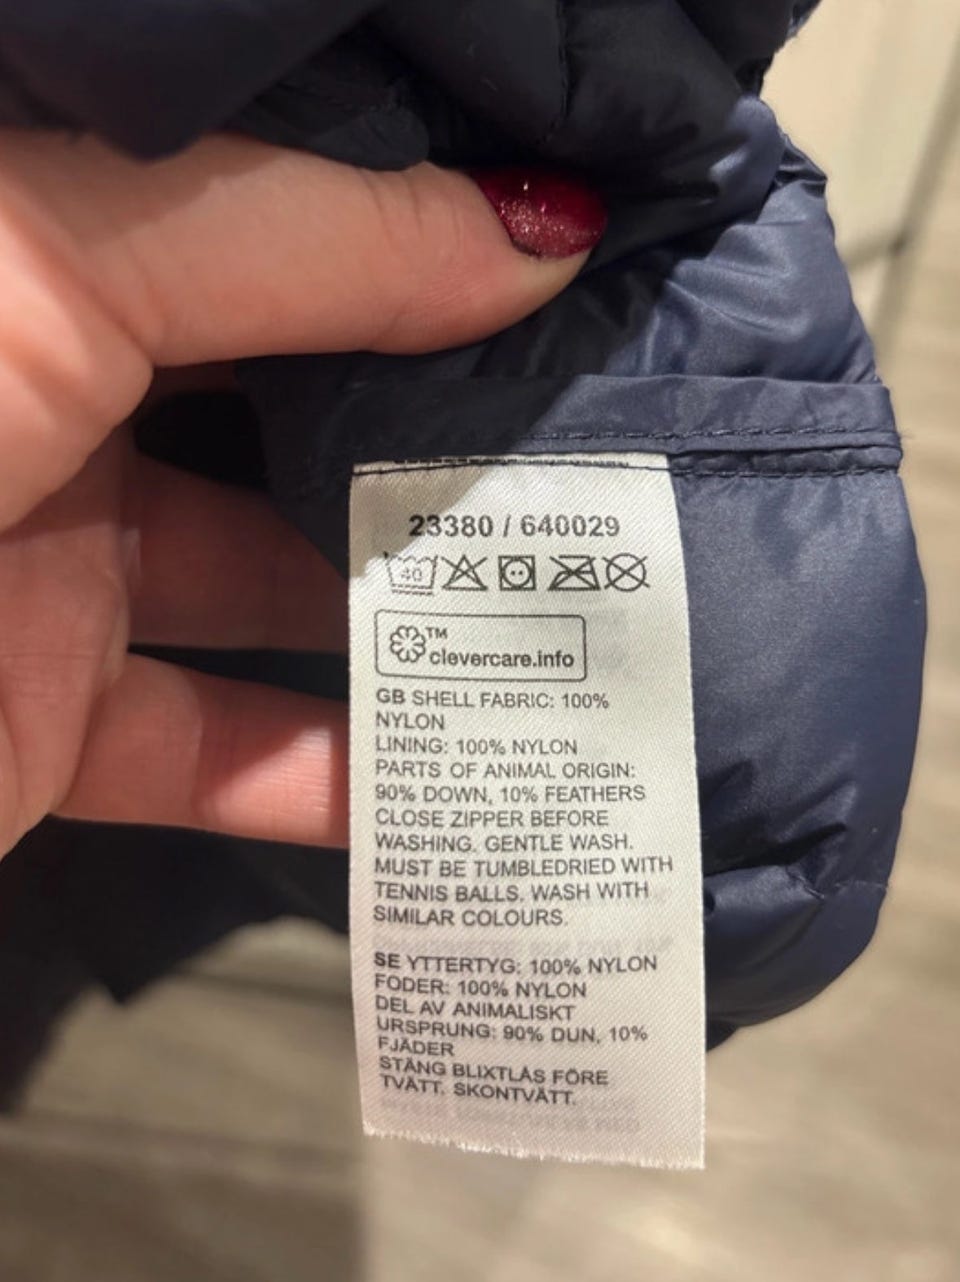 23380 / 640029
40
TM
clevercare.info
GB SHELL FABRIC: 100%
NYLON
LINING: 100% NYLON
PARTS OF ANIMAL ORIGIN:
90% DOWN, 10% FEATHERS
CLOSE ZIPPER BEFORE
WASHING. GENTLE WASH.
MUST BE TUMBLEDRIED WITH
TENNIS BALLS. WASH WITH
SIMILAR COLOURS.
SE YTTERTYG: 100% NYLON
FODER: 100% NYLON
DEL AV ANIMALISKT
URSPRUNG: 90% DUN, 10%
FJÄDER
STÄNG BLIXTLÅS FÖRE
TVÄTT. SKONTVÄTT.